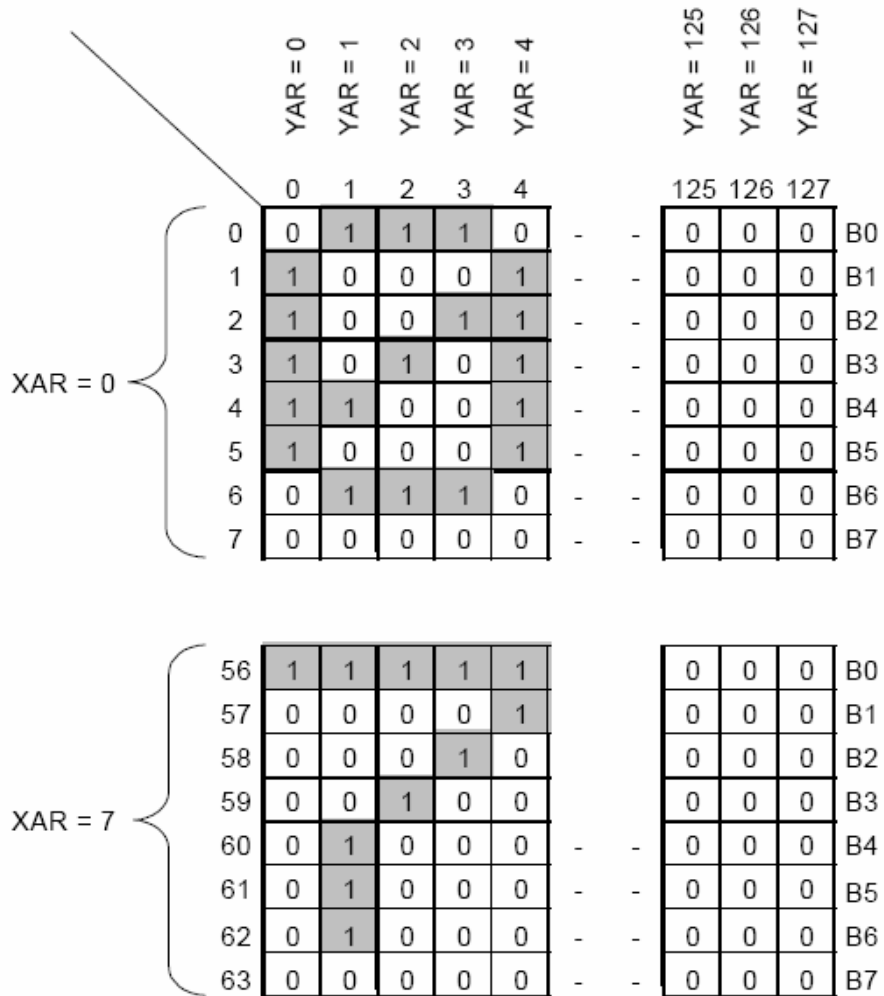 YAR = 0 YAR = 1 YAR = 2 YAR = 3 YAR = 4 YAR = 125 YAR = 126 YAR = 127
0 1 2 3 4 125 126 127
0 0 1 1 1 0 - - 0 0 0 B0
1 1 0 0 0 1 - - 0 0 0 B1
2 1 0 0 1 1 - - 0 0 0 B2
3 1 0 1 0 1 - - 0 0 0 B3
XAR = 0
4 1 1 0 0 1 - - 0 0 0 B4
5 1 0 0 0 1 - - 0 0 0 B5
6 0 1 1 1 0 - - 0 0 0 B6
7 0 0 0 0 0 - - 0 0 0 B7
56 1 1 1 1 1 0 0 0 B0
57 0 0 0 0 1 0 0 0 B1
58 0 0 0 1 0 0 0 0 B2
59 0 0 1 0 0 0 0 0 B3
XAR = 7
60 0 1 0 0 0 - - 0 0 0 B4
61 0 1 0 0 0 - - 0 0 0 B5
62 0 1 0 0 0 - - 0 0 0 B6
63 0 0 0 0 0 - - 0 0 0 B7